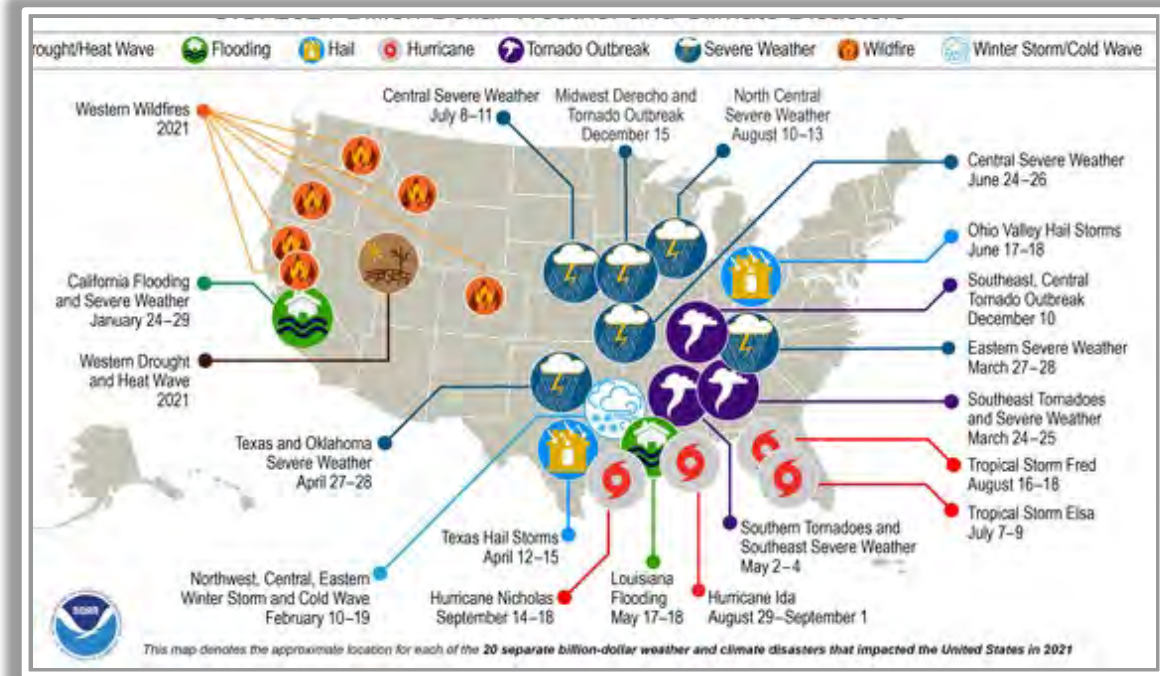 2021 Billion-Dollar Weather and Climate Disasters
rought/Heat Wave Flooding Hail Hurricane Tornado Outbreak Severe Weather Wildfire Winter Storm/Cold Wave
Western Wildfires
2021
Central Severe Weather
July 8–11
Midwest Derecho and
Tornado Outbreak
December 15
North Central
Severe Weather
August 10–13
Central Severe Weather
June 24–26
Ohio Valley Hail Storms
June 17–18
Southeast, Central
Tornado Outbreak
December 10
Eastern Severe Weather
March 27–28
Southeast Tornadoes
and Severe Weather
March 24–25
Tropical Storm Fred
August 16–18
Tropical Storm Elsa
July 7–9
California Flooding
and Severe Weather
January 24–29
Western Drought
and Heat Wave
2021
Texas and Oklahoma
Severe Weather
April 27–28
Texas Hail Storms
April 12–15
Southern Tornadoes and
Southeast Severe Weather
May 2–4
Northwest, Central, Eastern
Winter Storm and Cold Wave
February 10–19
Hurricane Nicholas
September 14–18
Louisiana
Flooding
May 17–18
Hurricane Ida
August 29–September 1
NOAA
This map denotes the approximate location for each of the 20 separate billion-dollar weather and climate disasters that impacted the United States in 2021